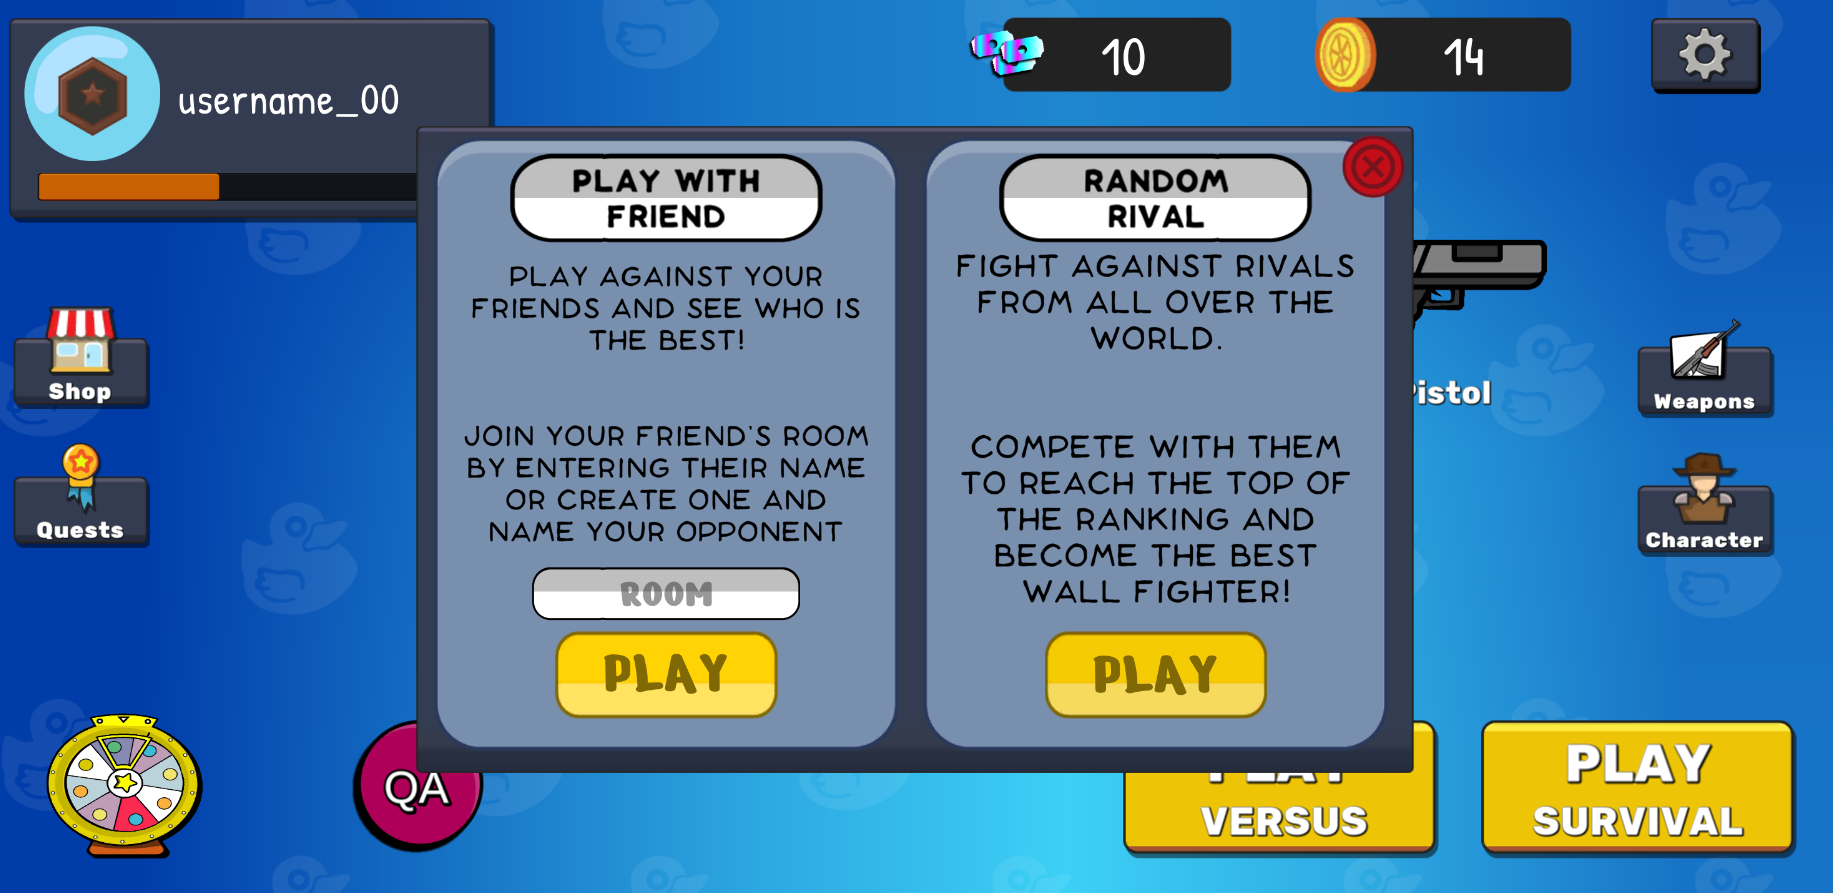 username_00
10
14
PLAY WITH
FRIEND
PLAY AGAINST YOUR
FRIENDS AND SEE WHO IS
THE BEST!
JOIN YOUR FRIEND'S ROOM
BY ENTERING THEIR NAME
OR CREATE ONE AND
NAME YOUR OPPONENT
ROOM
PLAY
RANDOM
RIVAL
FIGHT AGAINST RIVALS
FROM ALL OVER THE
WORLD.
COMPETE WITH THEM
TO REACH THE TOP OF
THE RANKING AND
BECOME THE BEST
WALL FIGHTER!
PLAY
Shop
Quests
Pistol
Weapons
Character
QA
PLAY
VERSUS
PLAY
SURVIVAL